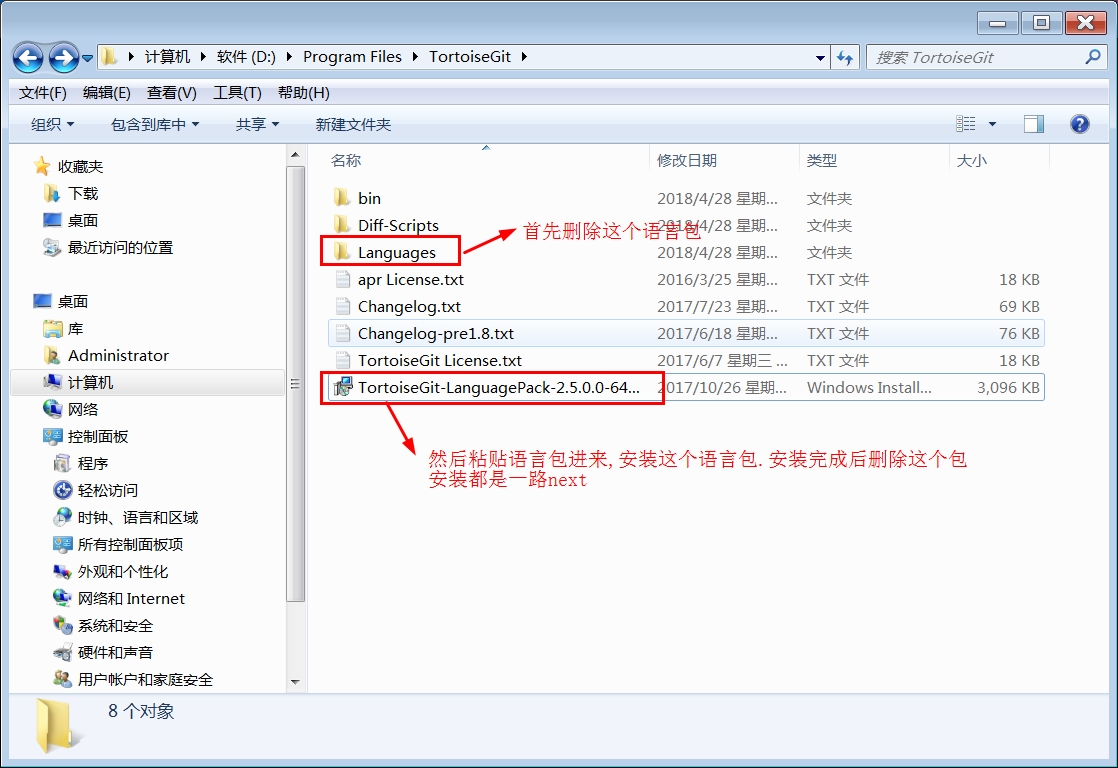 计算机 软件 (D:) Program Files TortoiseGit
搜索 TortoiseGit
文件(F) 编辑(E) 查看(V) 工具(T) 帮助(H)
组织 包含到库中 共享 新建文件夹
收藏夹
下载
桌面
最近访问的位置
桌面
库
Administrator
计算机
网络
控制面板
程序
轻松访问
时钟、语言和区域
所有控制面板项
外观和个性化
网络和 Internet
系统和安全
硬件和声音
用户帐户和家庭安全
名称 修改日期 类型 大小
bin 2018/4/28 星期... 文件夹
Diff-Scripts 2018/4/28 星期... 文件夹
首先删除这个语言包
Languages 2018/4/28 星期... 文件夹
apr License.txt 2016/3/25 星期... TXT 文件 18 KB
Changelog.txt 2017/7/23 星期... TXT 文件 69 KB
Changelog-pre1.8.txt 2017/6/18 星期... TXT 文件 76 KB
TortoiseGit License.txt 2017/6/7 星期三 ... TXT 文件 18 KB
TortoiseGit-LanguagePack-2.5.0.0-64... 2017/10/26 星期... Windows Install... 3,096 KB
然后粘贴语言包进来, 安装这个语言包. 安装完成后删除这个包
安装都是一路next
8 个对象